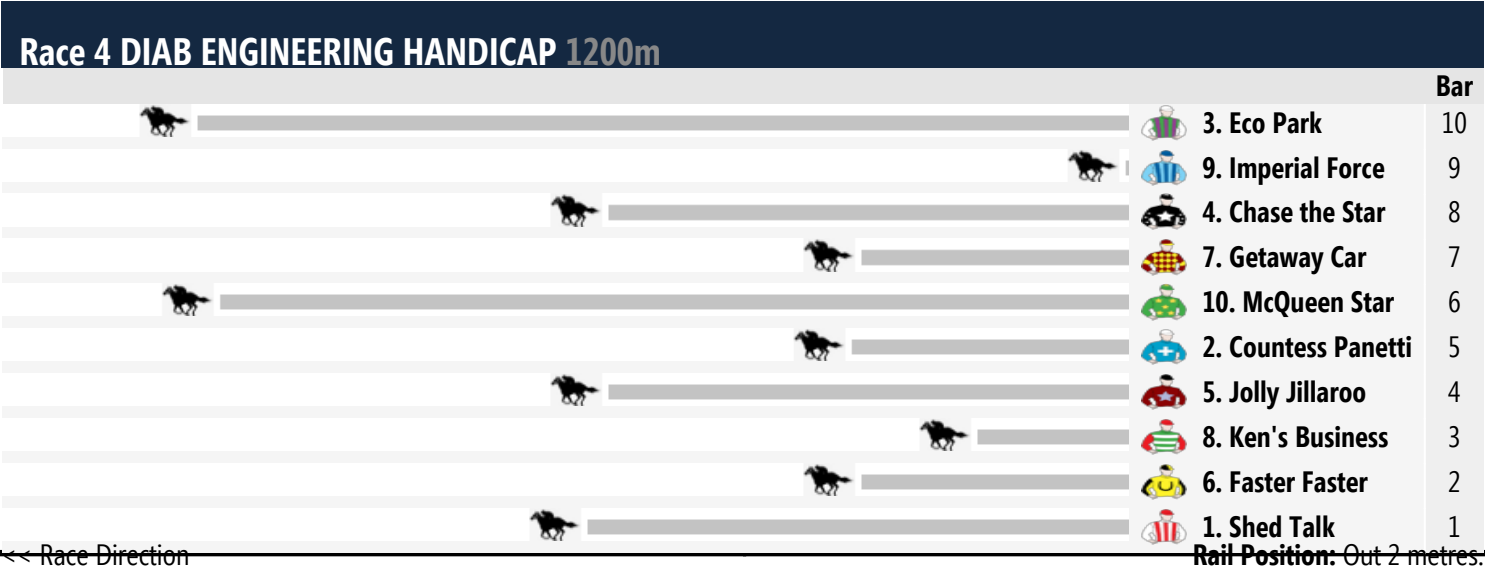 Race 4 DIAB ENGINEERING HANDICAP 1200m
Bar
3. Eco Park 10
9. Imperial Force 9
4. Chase the Star 8
7. Getaway Car 7
10. McQueen Star 6
2. Countess Panetti 5
5. Jolly Jillaroo 4
8. Ken's Business 3
6. Faster Faster 2
1. Shed Talk 1
<< Race Direction Rail Position: Out 2 metres.